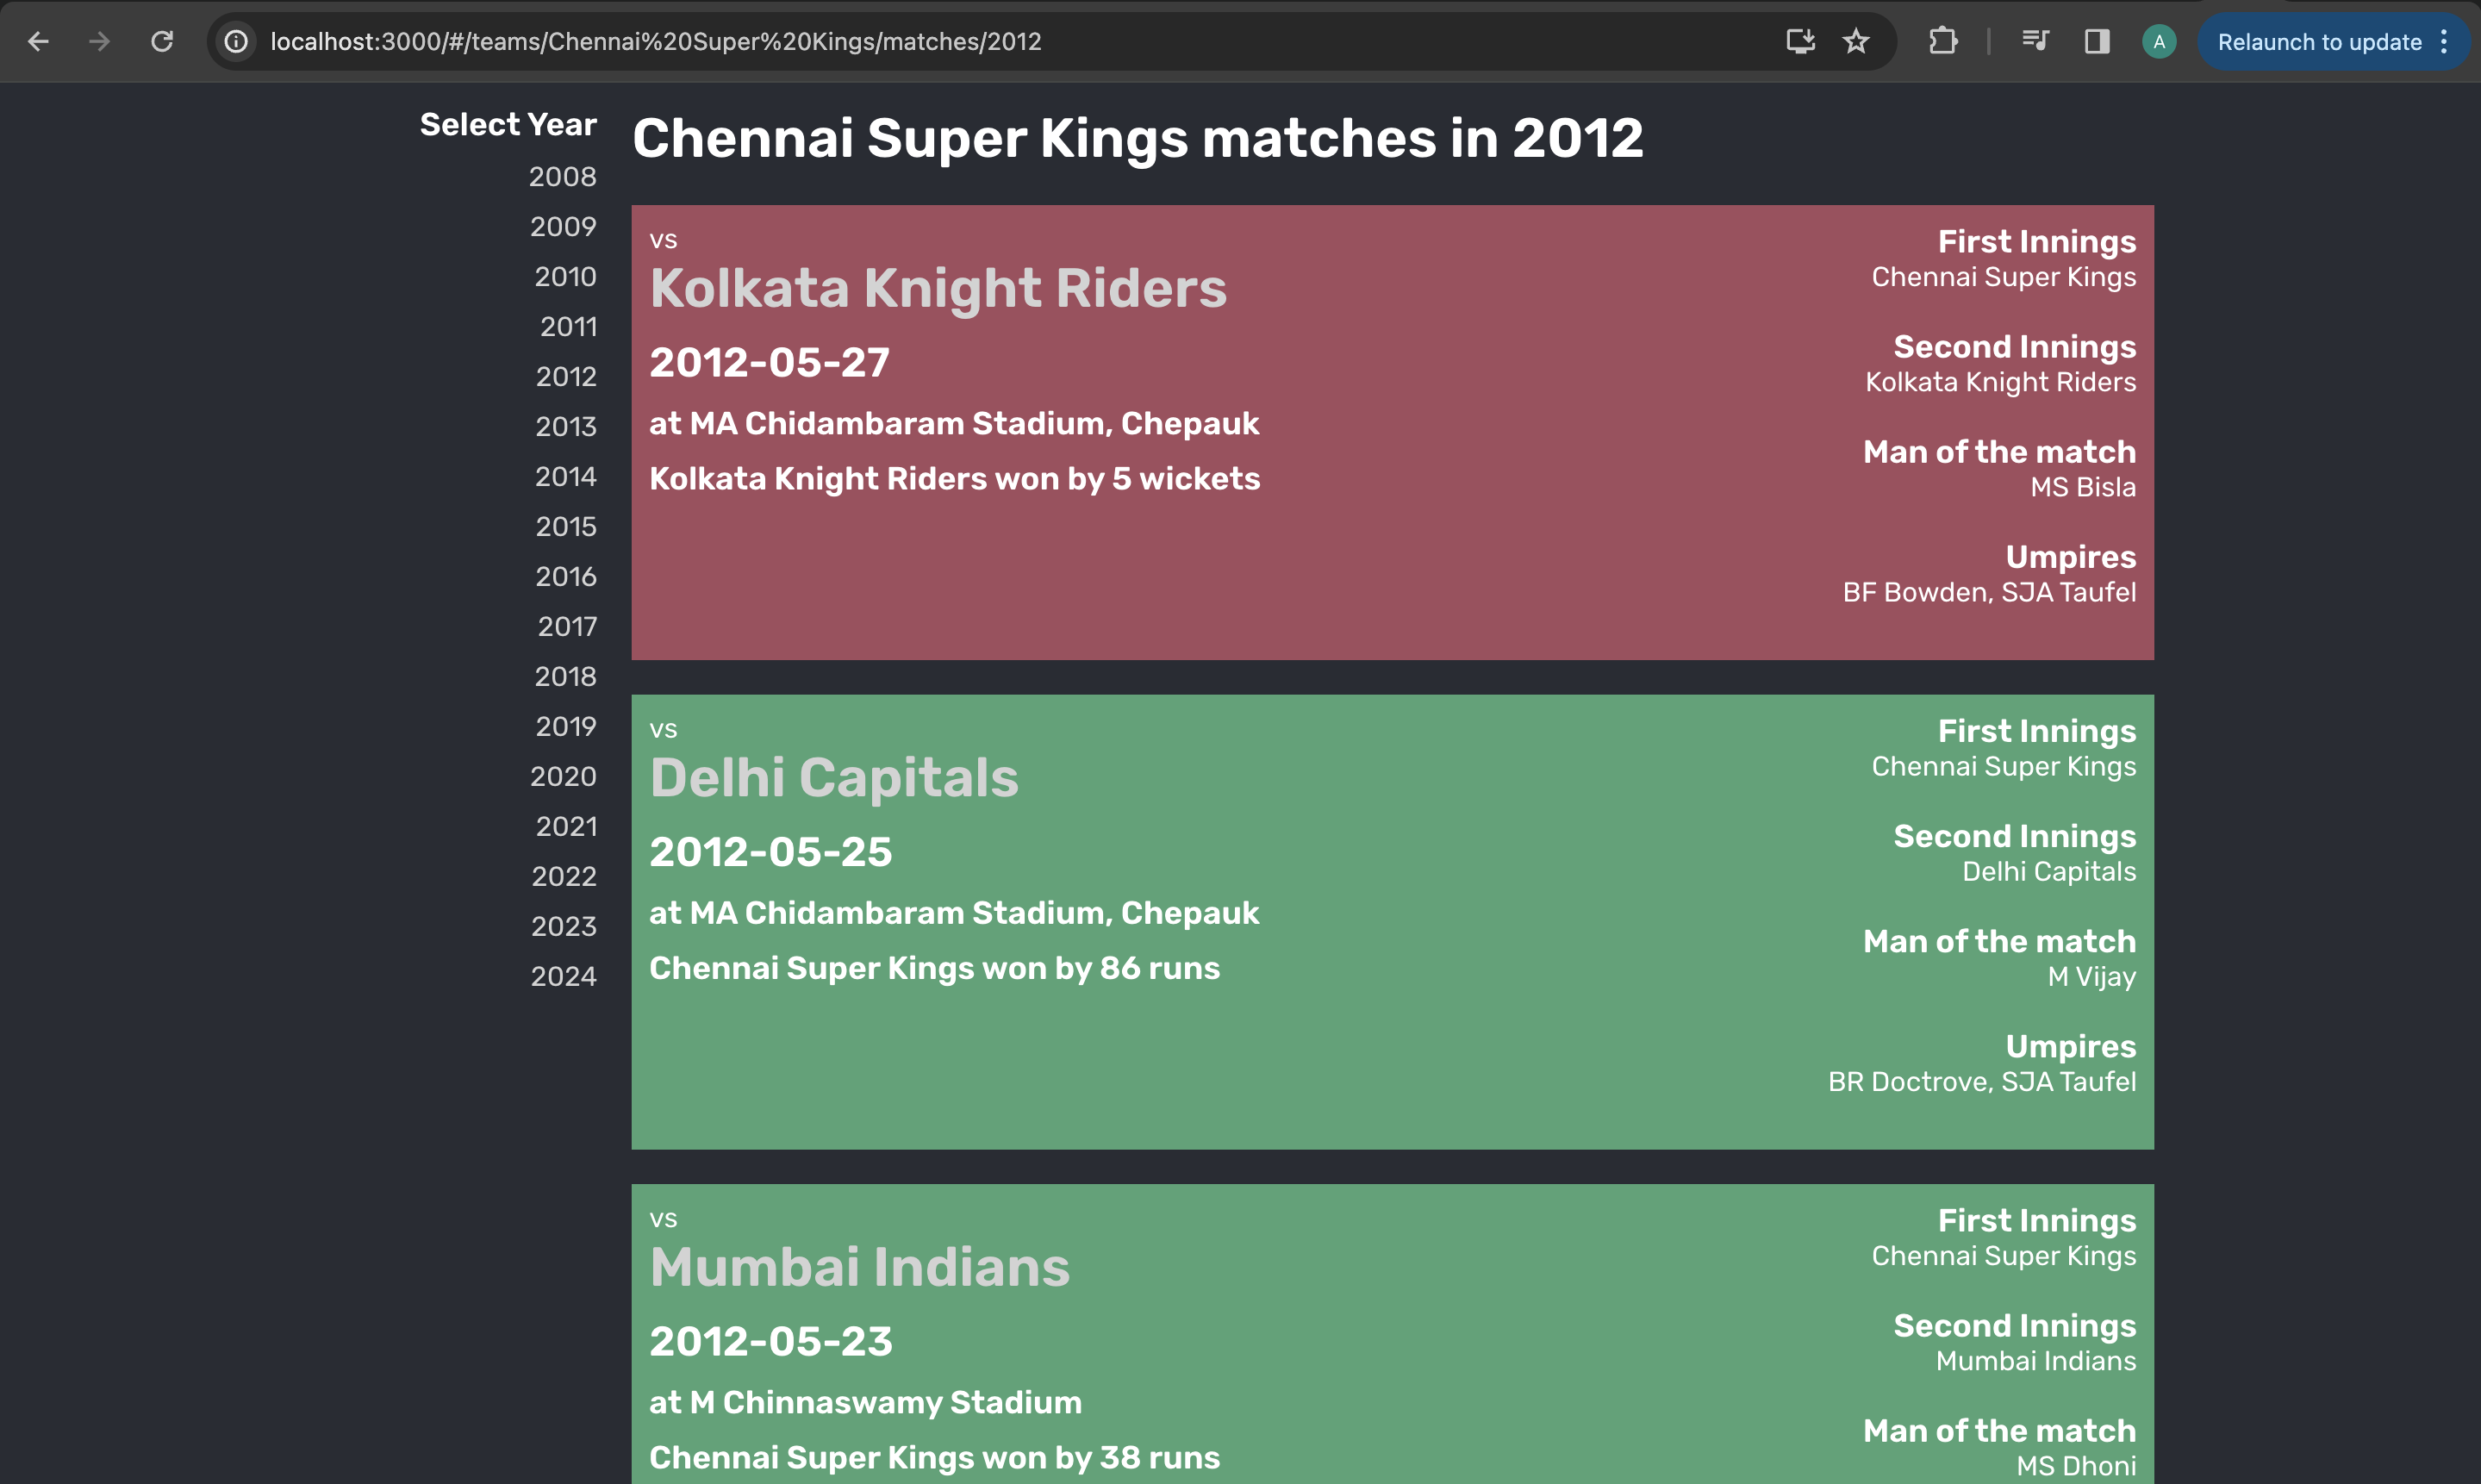 localhost:3000/#/teams/Chennai%20Super%20Kings/matches/2012
A
Relaunch to update
Select Year
2008
2009
2010
2011
2012
2013
2014
2015
2016
2017
2018
2019
2020
2021
2022
2023
2024
Chennai Super Kings matches in 2012
vs
Kolkata Knight Riders
2012-05-27
at MA Chidambaram Stadium, Chepauk
Kolkata Knight Riders won by 5 wickets
First Innings
Chennai Super Kings
Second Innings
Kolkata Knight Riders
Man of the match
MS Bisla
Umpires
BF Bowden, SJA Taufel
vs
Delhi Capitals
2012-05-25
at MA Chidambaram Stadium, Chepauk
Chennai Super Kings won by 86 runs
First Innings
Chennai Super Kings
Second Innings
Delhi Capitals
Man of the match
M Vijay
Umpires
BR Doctrove, SJA Taufel
vs
Mumbai Indians
2012-05-23
at M Chinnaswamy Stadium
Chennai Super Kings won by 38 runs
First Innings
Chennai Super Kings
Second Innings
Mumbai Indians
Man of the match
MS Dhoni